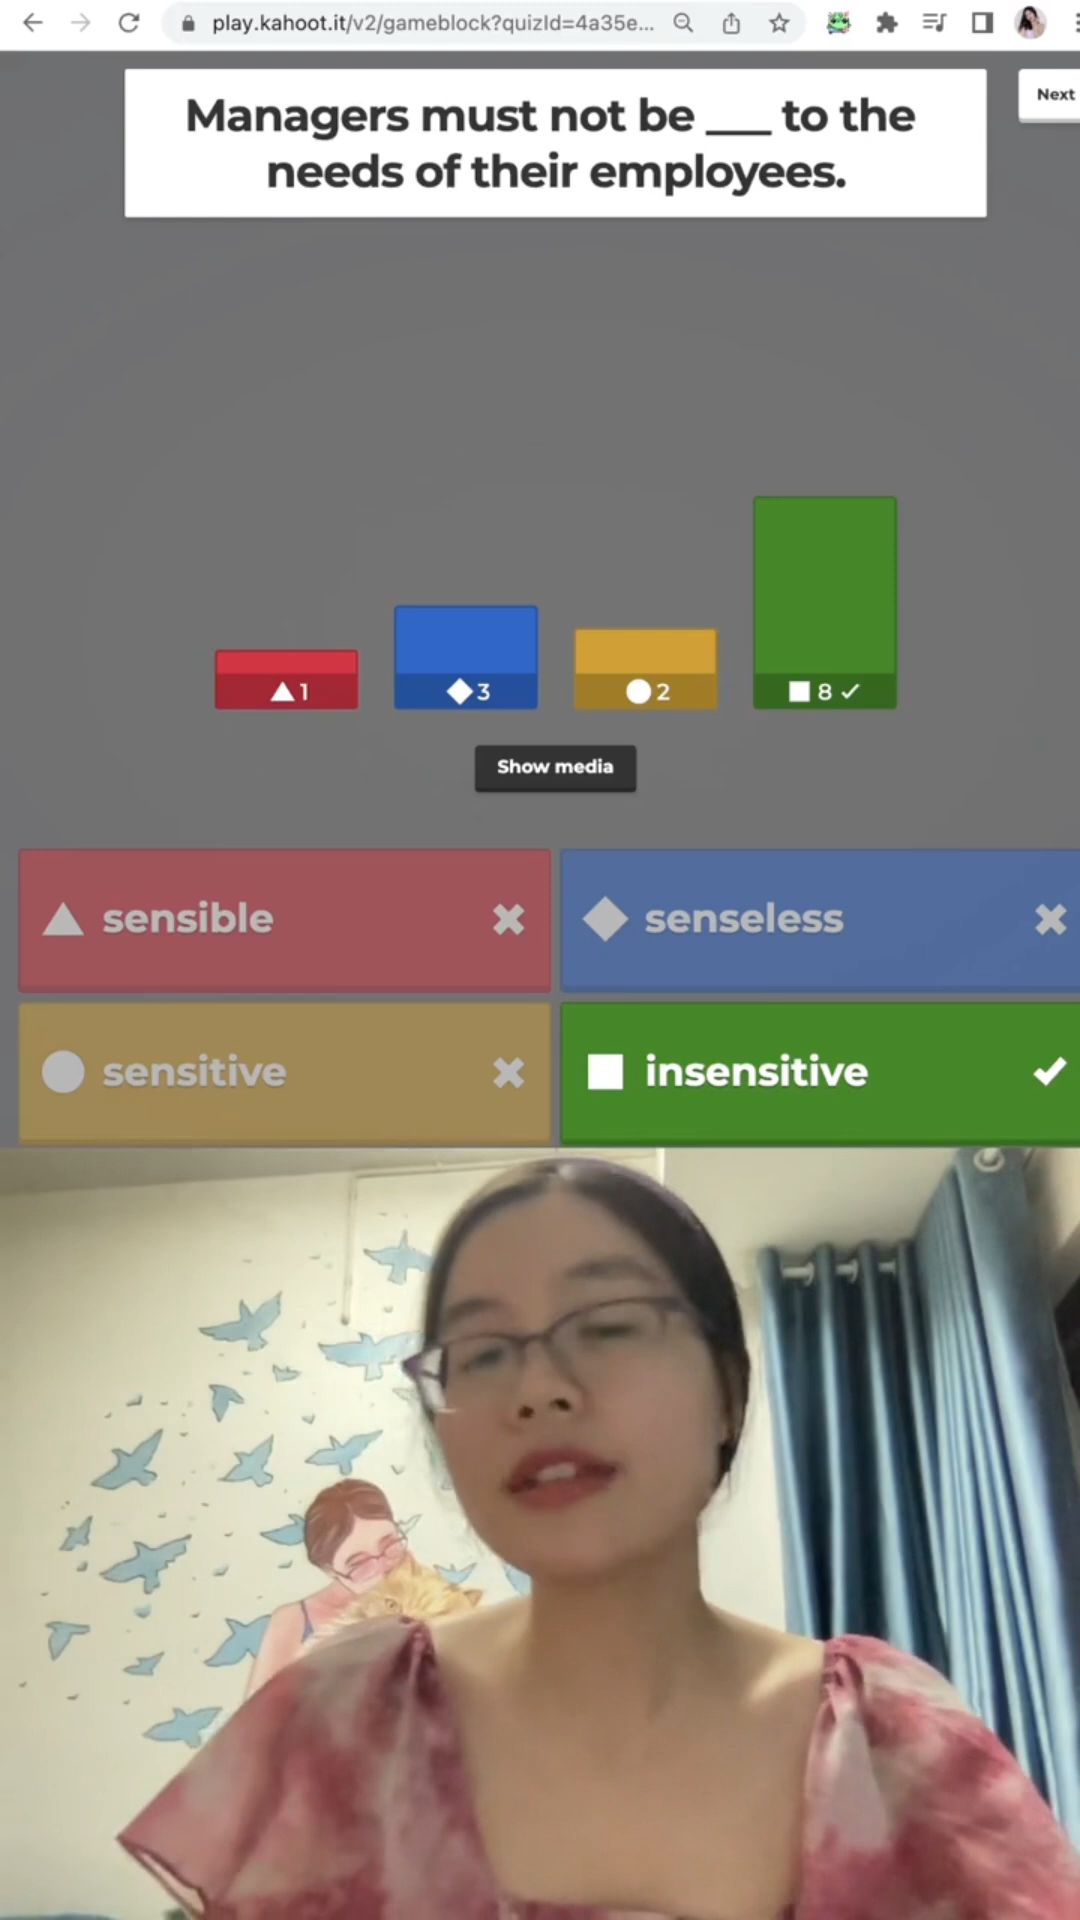 play.kahoot.it/v2/gameblock?quizId=4a35e...
Managers must not be ___ to the
needs of their employees.
Next
1
3
2
8
Show media
sensible
senseless
sensitive
insensitive